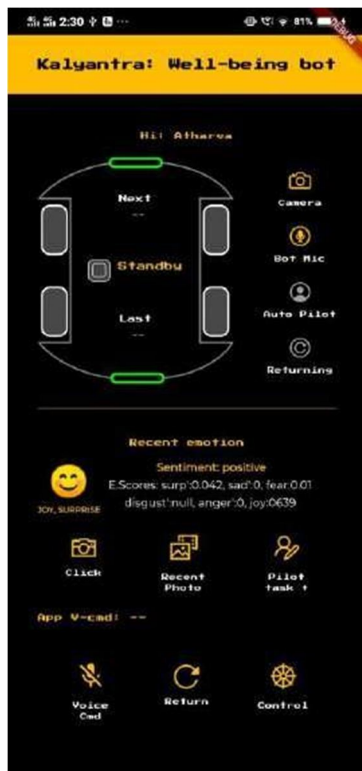 2:30
81%
DEBUG
Kalyantra: Well-being bot
Hi: Atharva
Next
--
Standby
Last
--
Camera
Bot Mic
Auto Pilot
Returning
Recent emotion
Sentiment: positive
E.Scores: surp':0.042, sad':0, fear:0.01
disgust':null, anger':0, joy:0639
JOY, SURPRISE
Click
Recent
Photo
Pilot
task +
App V-cmd: --
Voice
Cmd
Return
Control